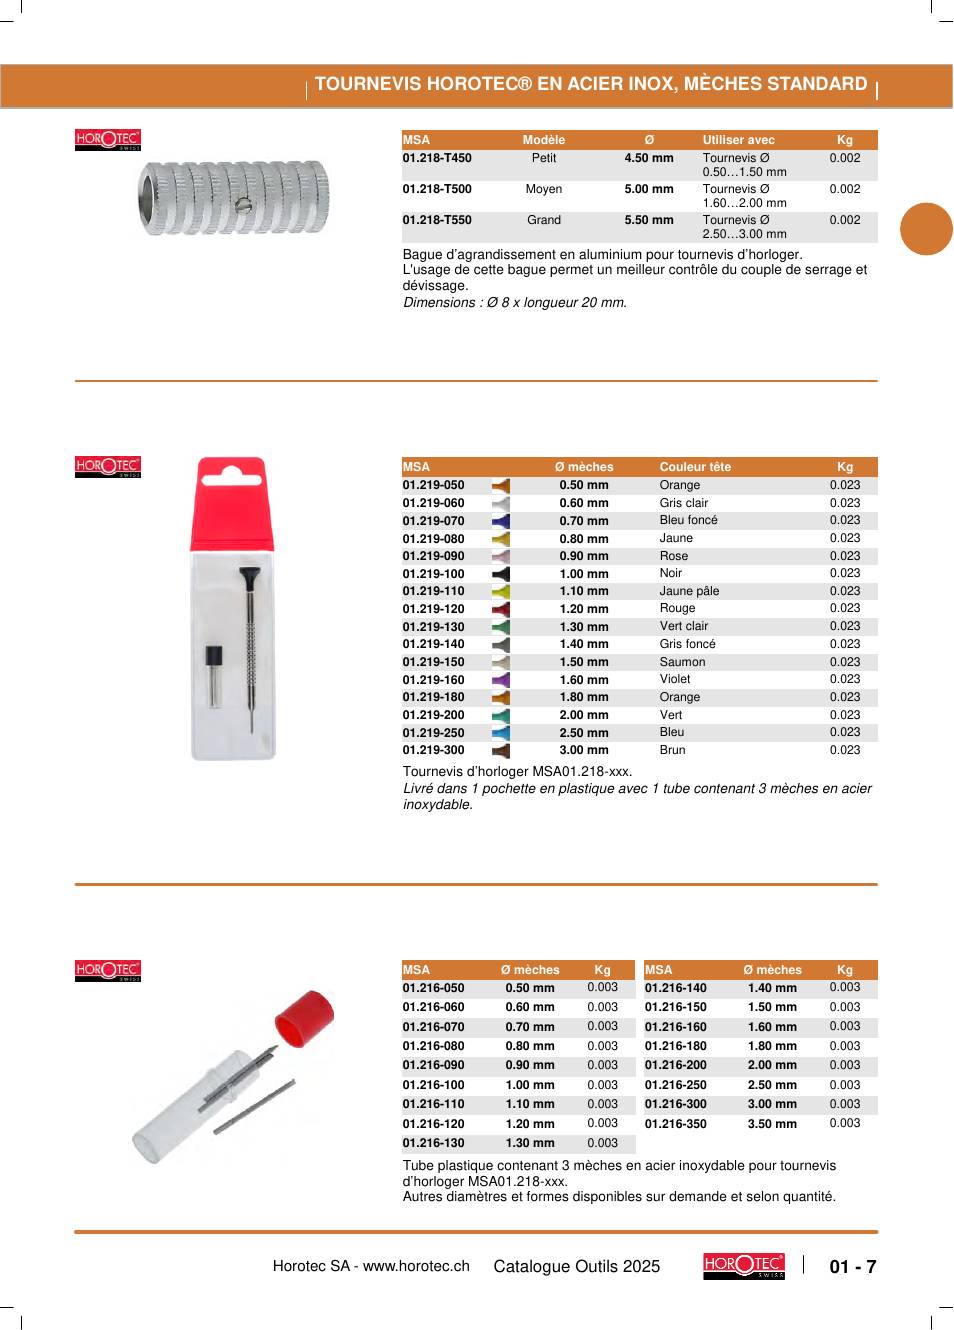 TOURNEVIS HOROTEC® EN ACIER INOX, MÈCHES STANDARD
HOROTEC®
SWISS
MSA Modèle Ø Utiliser avec Kg
01.218-T450 Petit 4.50 mm Tournevis Ø 0.002
0.50…1.50 mm
01.218-T500 Moyen 5.00 mm Tournevis Ø 0.002
1.60…2.00 mm
01.218-T550 Grand 5.50 mm Tournevis Ø 0.002
2.50…3.00 mm
Bague d’agrandissement en aluminium pour tournevis d’horloger.
L'usage de cette bague permet un meilleur contrôle du couple de serrage et
dévissage.
Dimensions : Ø 8 x longueur 20 mm.
HOROTEC®
SWISS
MSA Ø mèches Couleur tête Kg
01.219-050 0.50 mm Orange 0.023
01.219-060 0.60 mm Gris clair 0.023
01.219-070 0.70 mm Bleu foncé 0.023
01.219-080 0.80 mm Jaune 0.023
01.219-090 0.90 mm Rose 0.023
01.219-100 1.00 mm Noir 0.023
01.219-110 1.10 mm Jaune pâle 0.023
01.219-120 1.20 mm Rouge 0.023
01.219-130 1.30 mm Vert clair 0.023
01.219-140 1.40 mm Gris foncé 0.023
01.219-150 1.50 mm Saumon 0.023
01.219-160 1.60 mm Violet 0.023
01.219-180 1.80 mm Orange 0.023
01.219-200 2.00 mm Vert 0.023
01.219-250 2.50 mm Bleu 0.023
01.219-300 3.00 mm Brun 0.023
Tournevis d’horloger MSA01.218-xxx.
Livré dans 1 pochette en plastique avec 1 tube contenant 3 mèches en acier
inoxydable.
HOROTEC®
SWISS
MSA Ø mèches Kg MSA Ø mèches Kg
01.216-050 0.50 mm 0.003 01.216-140 1.40 mm 0.003
01.216-060 0.60 mm 0.003 01.216-150 1.50 mm 0.003
01.216-070 0.70 mm 0.003 01.216-160 1.60 mm 0.003
01.216-080 0.80 mm 0.003 01.216-180 1.80 mm 0.003
01.216-090 0.90 mm 0.003 01.216-200 2.00 mm 0.003
01.216-100 1.00 mm 0.003 01.216-250 2.50 mm 0.003
01.216-110 1.10 mm 0.003 01.216-300 3.00 mm 0.003
01.216-120 1.20 mm 0.003 01.216-350 3.50 mm 0.003
01.216-130 1.30 mm 0.003
Tube plastique contenant 3 mèches en acier inoxydable pour tournevis
d’horloger MSA01.218-xxx.
Autres diamètres et formes disponibles sur demande et selon quantité.
Horotec SA - www.horotec.ch Catalogue Outils 2025 HOROTEC® SWISS 01 - 7